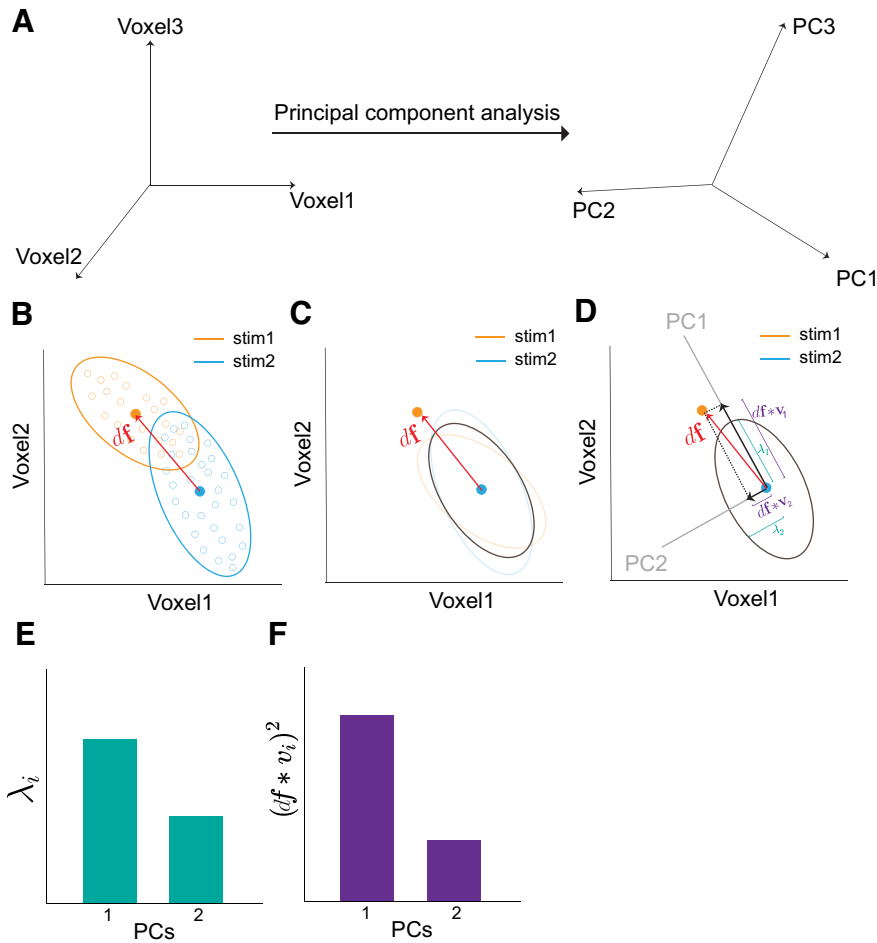 A
Voxel3
PC3
Principal component analysis
Voxel1
PC2
Voxel2
PC1
B
stim1
stim2
df
Voxel2
Voxel1
C
stim1
stim2
df
Voxel2
Voxel1
D
PC1
stim1
stim2
df
df*v₁
λ₁
df*v₂
λ₂
PC2
Voxel2
Voxel1
E
λᵢ
1 2
PCs
F
(df * vᵢ)²
1 2
PCs